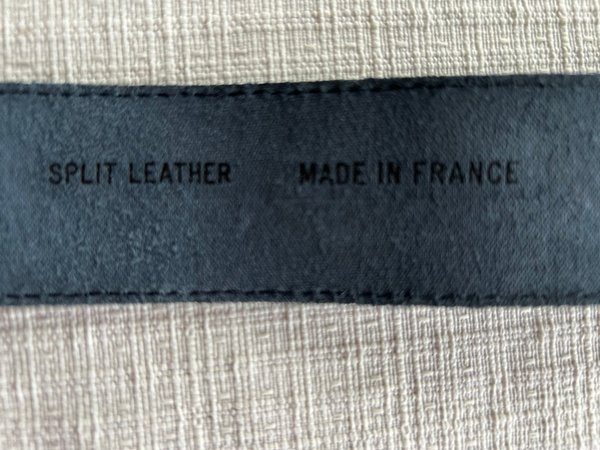 SPLIT LEATHER MADE IN FRANCE